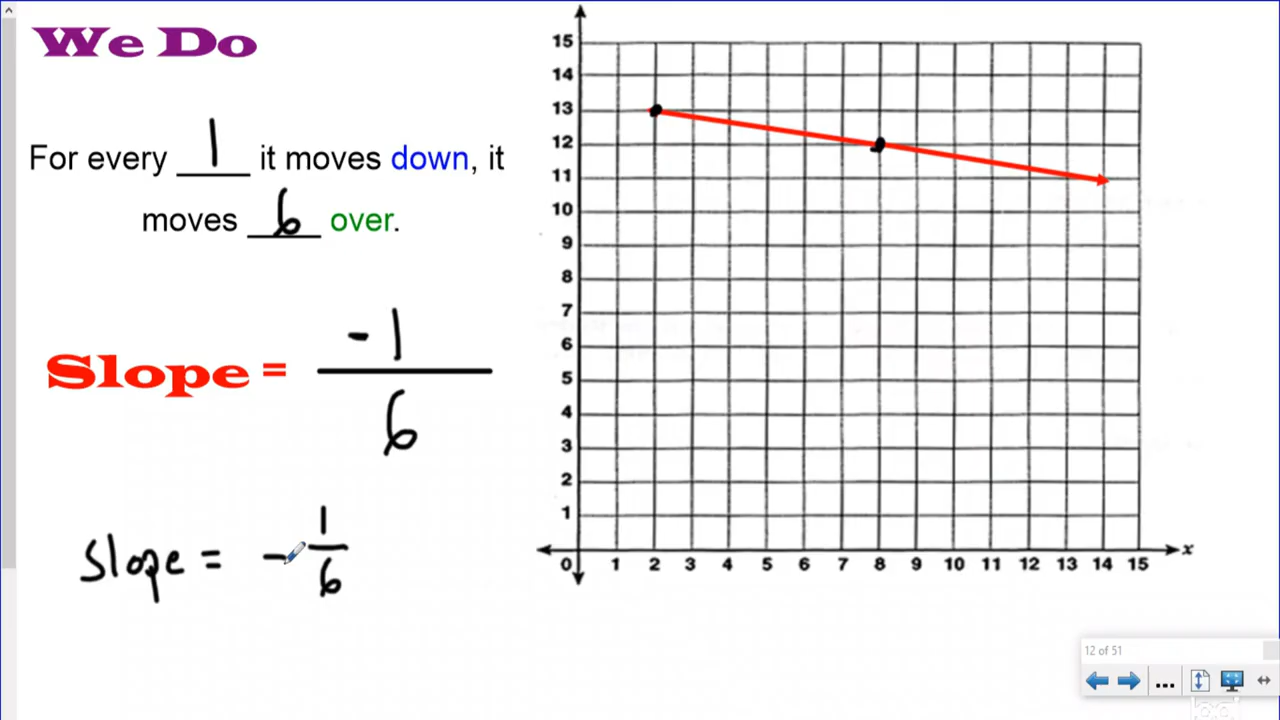 We Do
For every 1 it moves down, it
moves 6 over.
Slope = -1
6
Slope = - 1
6
15
14
13
12
11
10
9
8
7
6
5
4
3
2
1
0 1 2 3 4 5 6 7 8 9 10 11 12 13 14 15 x
12 of 51
...